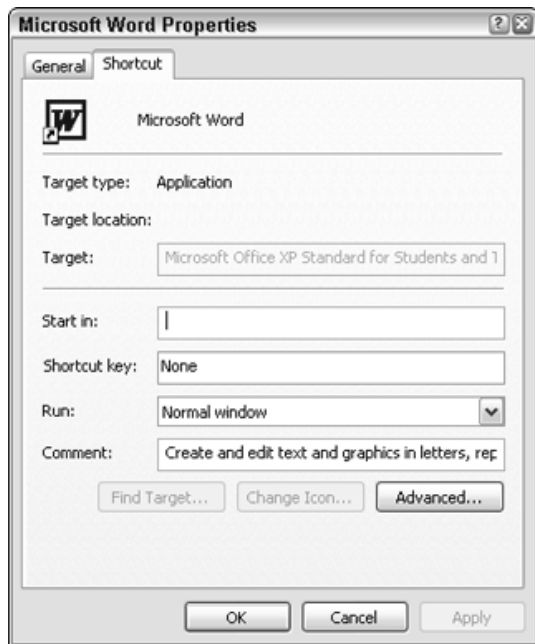 Microsoft Word Properties
General Shortcut
W Microsoft Word
Target type: Application
Target location:
Target: Microsoft Office XP Standard for Students and T
Start in:
Shortcut key: None
Run: Normal window
Comment: Create and edit text and graphics in letters, rep
Find Target... Change Icon... Advanced...
OK Cancel Apply